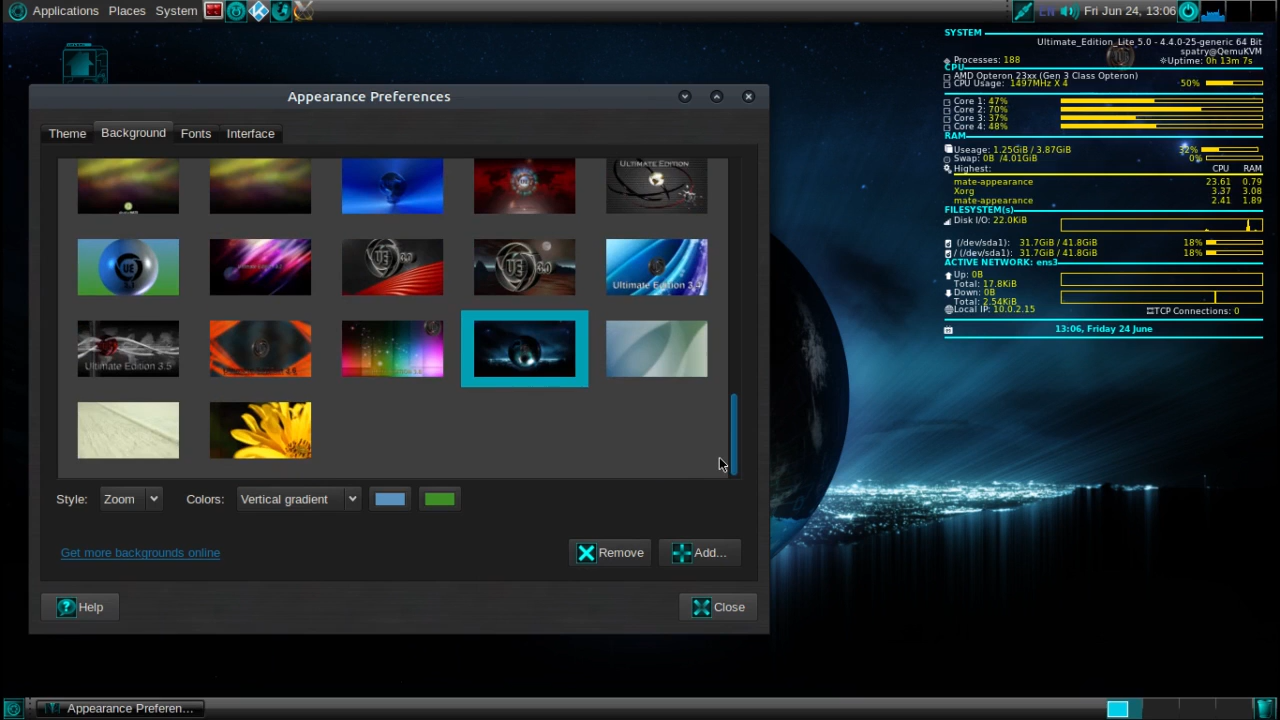 Applications Places System
EN
Fri Jun 24, 13:06
SYSTEM
Ultimate_Edition_Lite 5.0 - 4.4.0-25-generic 64 Bit
spatry@QemuKVM
Processes: 188
Uptime: 0h 13m 7s
CPU
AMD Opteron 23xx (Gen 3 Class Opteron)
CPU Usage: 1497MHz X 4 50%
Core 1: 47%
Core 2: 70%
Core 3: 37%
Core 4: 48%
RAM
Useage: 1.25GiB / 3.87GiB 32%
Swap: 0B /4.01GiB 0%
Highest: CPU RAM
mate-appearance 23.61 0.79
Xorg 3.37 3.08
mate-appearance 2.41 1.89
FILESYSTEM(s)
Disk I/O: 22.0KiB
(/dev/sda1): 31.7GiB / 41.8GiB 18%
/ (/dev/sda1): 31.7GiB / 41.8GiB 18%
ACTIVE NETWORK: ens3
Up: 0B
Total: 17.8KiB
Down: 0B
Total: 2.54KiB
Local IP: 10.0.2.15
TCP Connections: 0
13:06, Friday 24 June
Appearance Preferences
Theme Background Fonts Interface
ULTIMATE EDITION
UE
UE
Ultimate Edition 3.4
Ultimate Edition 3.5
Style: Zoom Colors: Vertical gradient
Get more backgrounds online
Remove Add...
Help Close
Appearance Preferen...